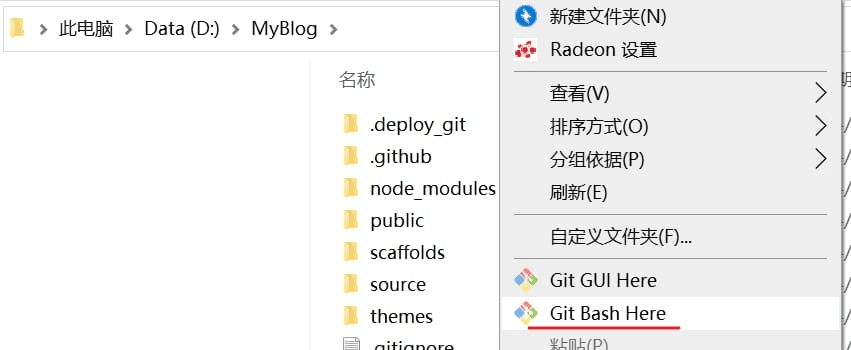 此电脑 > Data (D:) > MyBlog >
新建文件夹(N)
Radeon 设置
名称
查看(V)
排序方式(O)
分组依据(P)
刷新(E)
自定义文件夹(F)...
Git GUI Here
Git Bash Here
粘贴(P)
.deploy_git
.github
node_modules
public
scaffolds
source
themes
.gitignore
期